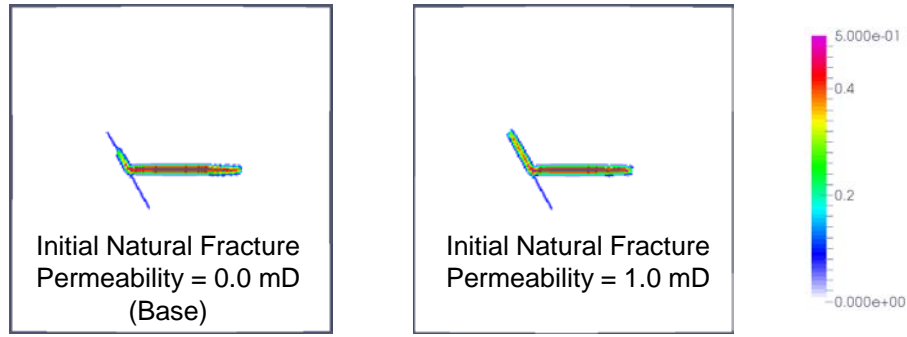 Initial Natural Fracture
Permeability = 0.0 mD
(Base)
Initial Natural Fracture
Permeability = 1.0 mD
5.000e-01
0.4
0.2
0.000e+00